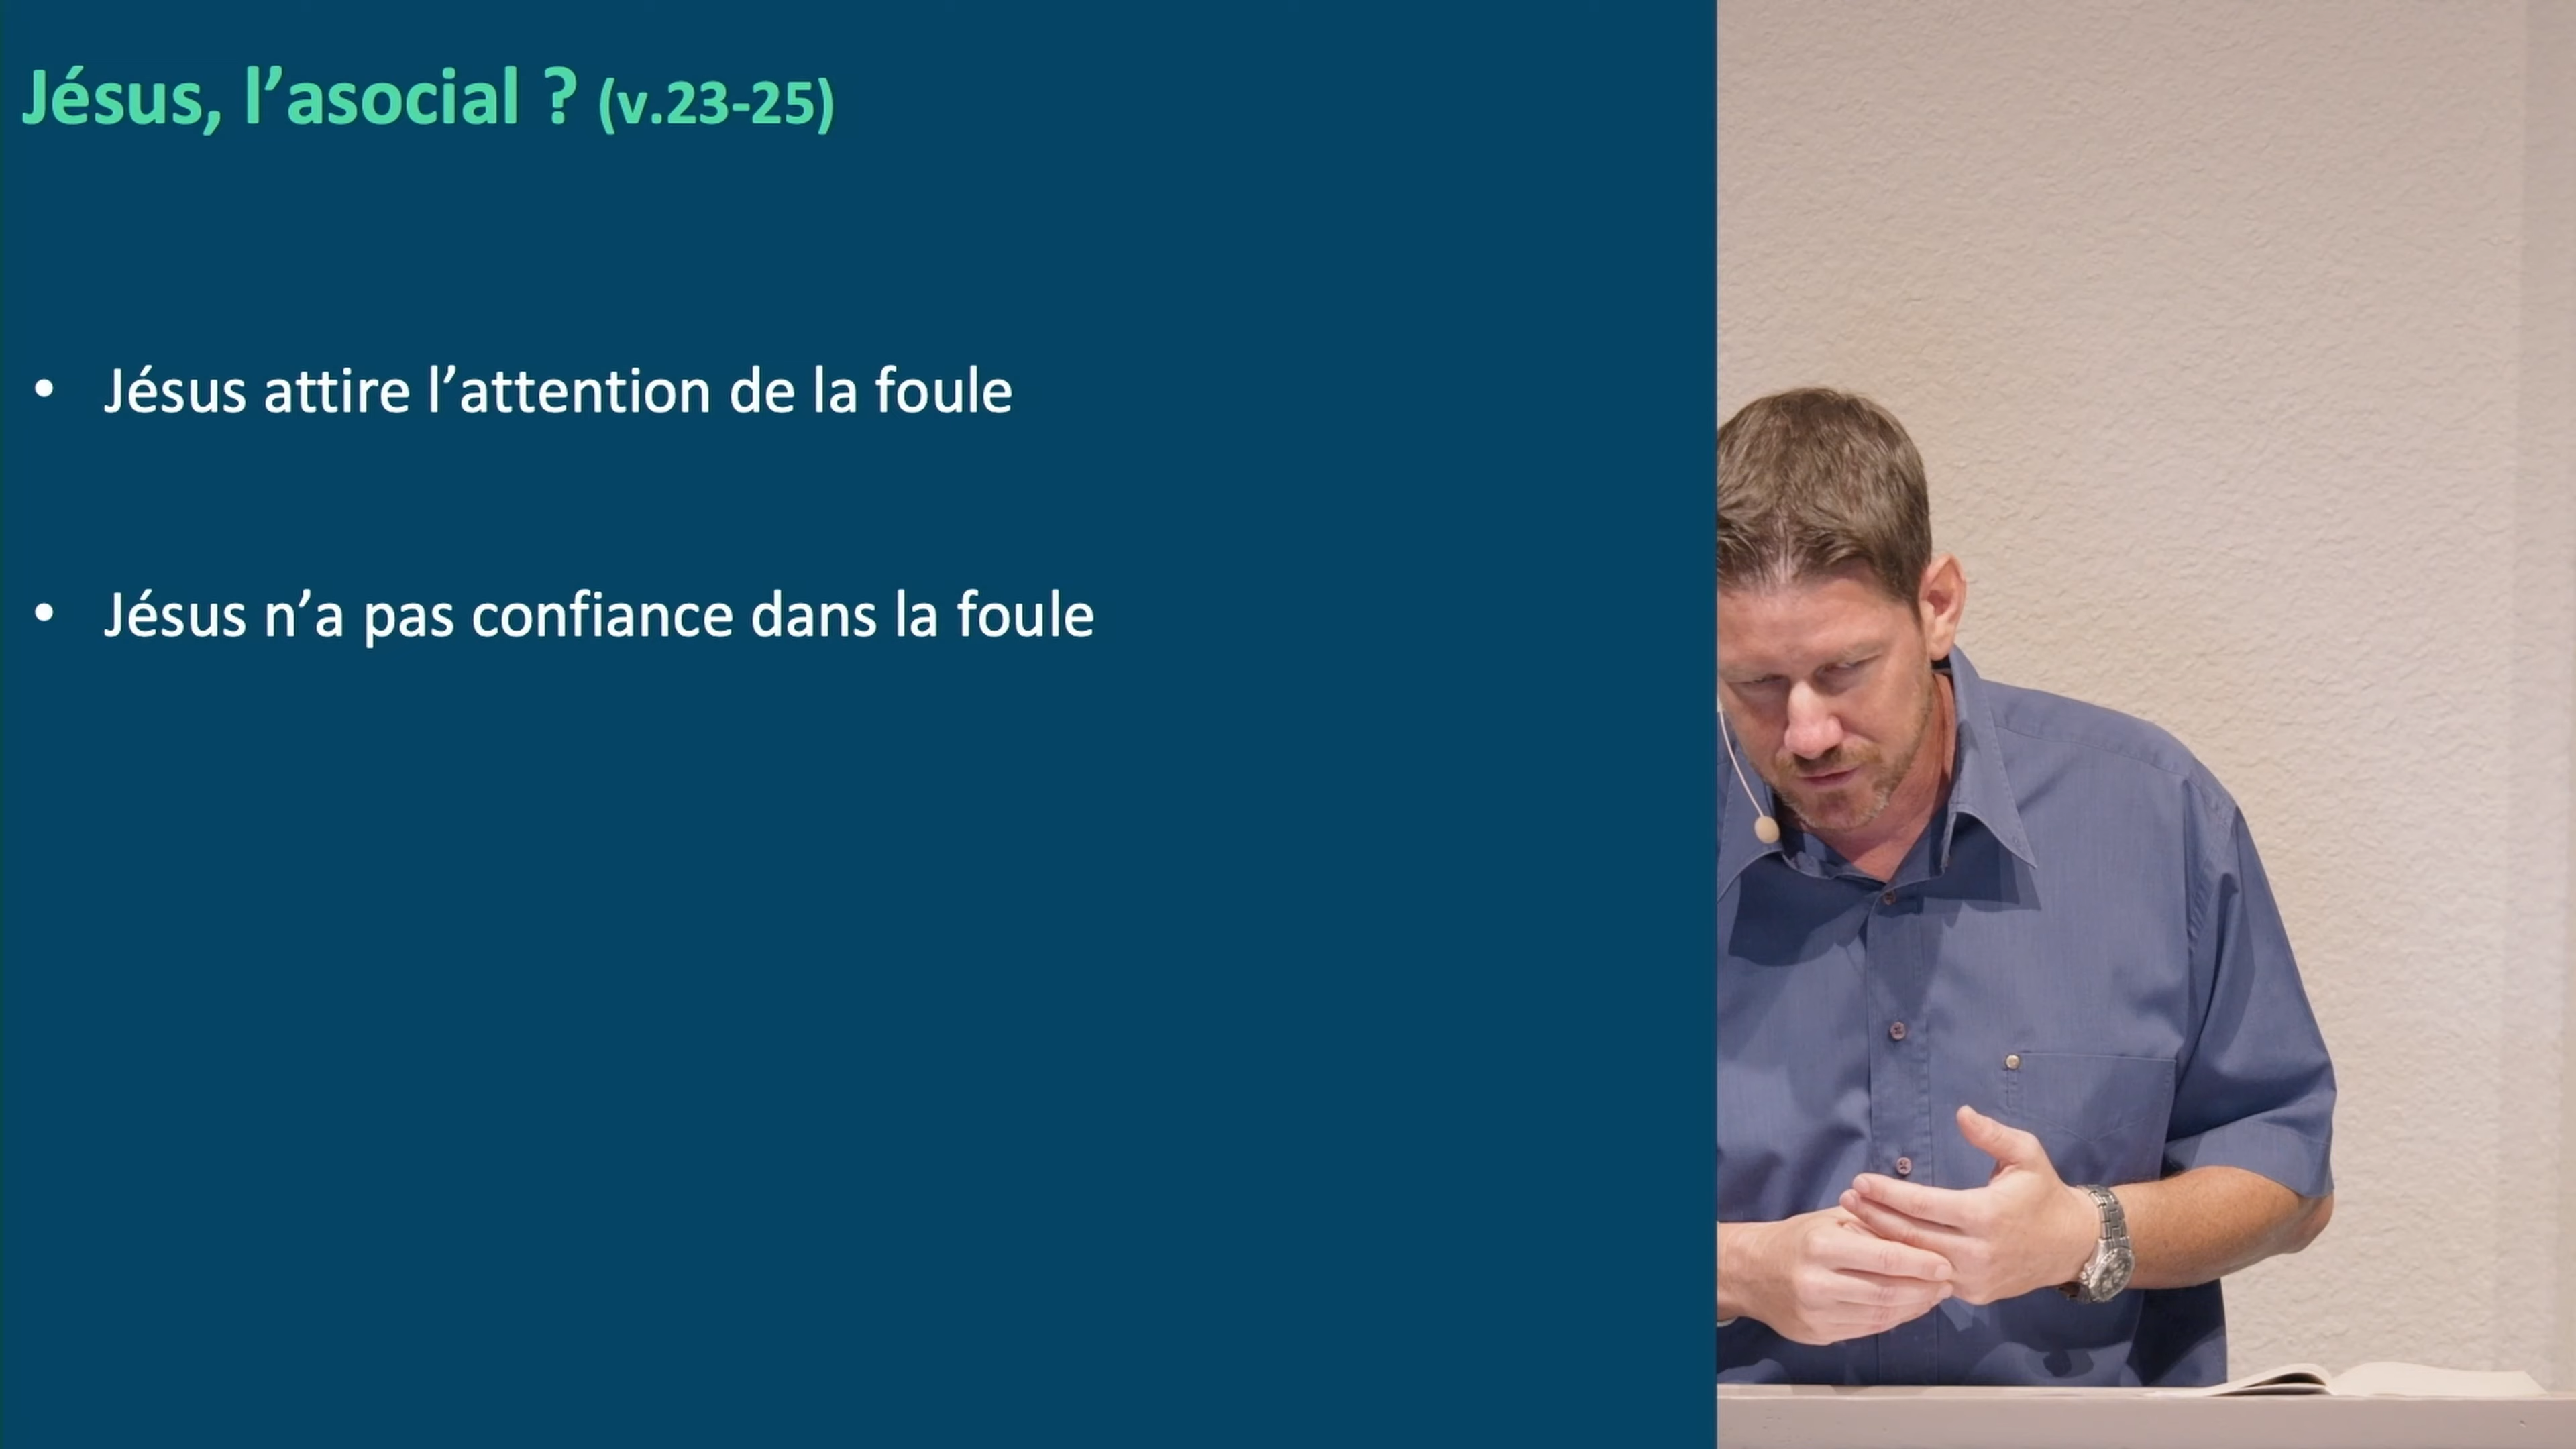 Jésus, l’asocial ? (v.23-25)
• Jésus attire l’attention de la foule
• Jésus n’a pas confiance dans la foule